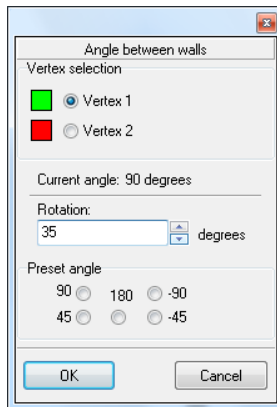 Angle between walls
Vertex selection
Vertex 1
Vertex 2
Current angle: 90 degrees
Rotation:
35 degrees
Preset angle
90 180 -90
45 -45
OK Cancel